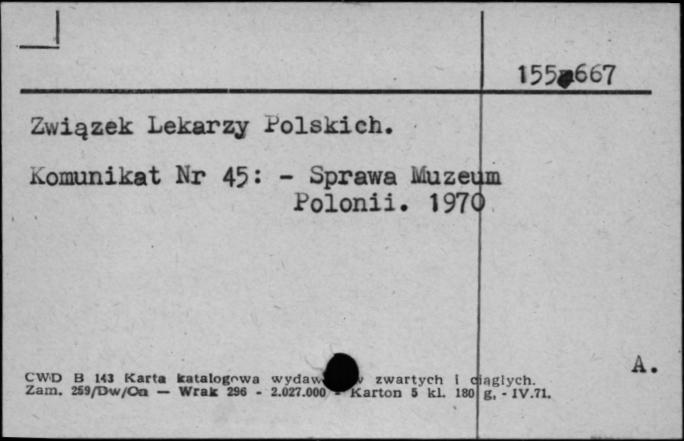 155 667
Związek Lekarzy Polskich.
Komunikat Nr 45: - Sprawa Muzeum
Polonii. 1970
A.
CWD B 143 Karta katalogowa zwartych i ciągłych.
Zam. 259/Dw/On — Wrak 296 - 2.027.000 - Karton 5 kl. 180 g. - IV.71.